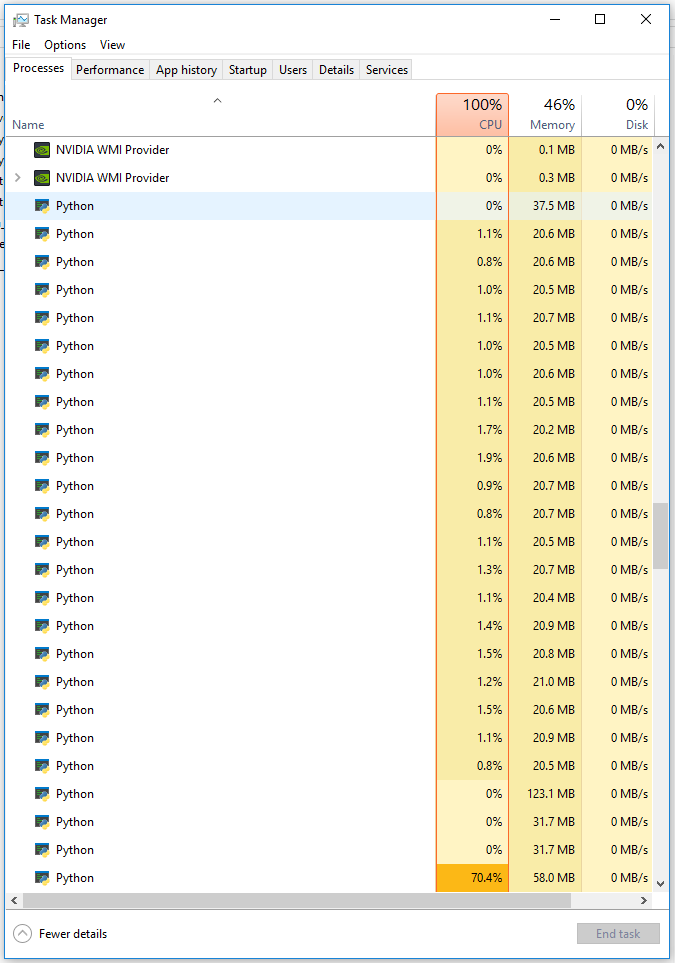 Task Manager
File Options View
Processes Performance App history Startup Users Details Services
100% 46% 0%
Name CPU Memory Disk
NVIDIA WMI Provider 0% 0.1 MB 0 MB/s
NVIDIA WMI Provider 0% 0.3 MB 0 MB/s
Python 0% 37.5 MB 0 MB/s
Python 1.1% 20.6 MB 0 MB/s
Python 0.8% 20.6 MB 0 MB/s
Python 1.0% 20.5 MB 0 MB/s
Python 1.1% 20.7 MB 0 MB/s
Python 1.0% 20.5 MB 0 MB/s
Python 1.0% 20.6 MB 0 MB/s
Python 1.1% 20.5 MB 0 MB/s
Python 1.7% 20.2 MB 0 MB/s
Python 1.9% 20.6 MB 0 MB/s
Python 0.9% 20.7 MB 0 MB/s
Python 0.8% 20.7 MB 0 MB/s
Python 1.1% 20.5 MB 0 MB/s
Python 1.3% 20.7 MB 0 MB/s
Python 1.1% 20.4 MB 0 MB/s
Python 1.4% 20.9 MB 0 MB/s
Python 1.5% 20.8 MB 0 MB/s
Python 1.2% 21.0 MB 0 MB/s
Python 1.5% 20.6 MB 0 MB/s
Python 1.1% 20.9 MB 0 MB/s
Python 0.8% 20.5 MB 0 MB/s
Python 0% 123.1 MB 0 MB/s
Python 0% 31.7 MB 0 MB/s
Python 0% 31.7 MB 0 MB/s
Python 70.4% 58.0 MB 0 MB/s
Fewer details End task